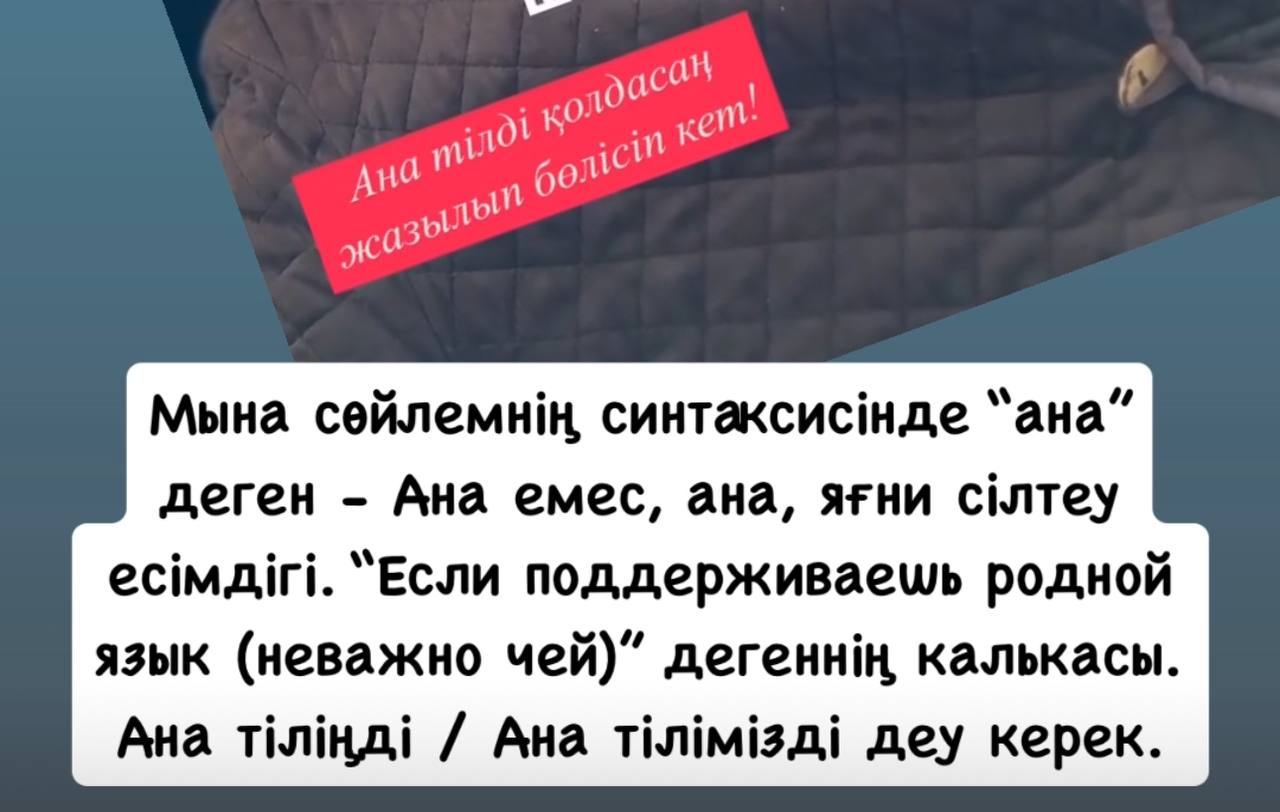 Ана тілді қолдасаң
жазылып бөлісіп кет!
Мына сөйлемнің синтаксисінде “ана”
деген - Ана емес, ана, яғни сілтеу
есімдігі. “Если поддерживаешь родной
язык (неважно чей)” дегеннің калькасы.
Ана тіліңді / Ана тілімізді деу керек.